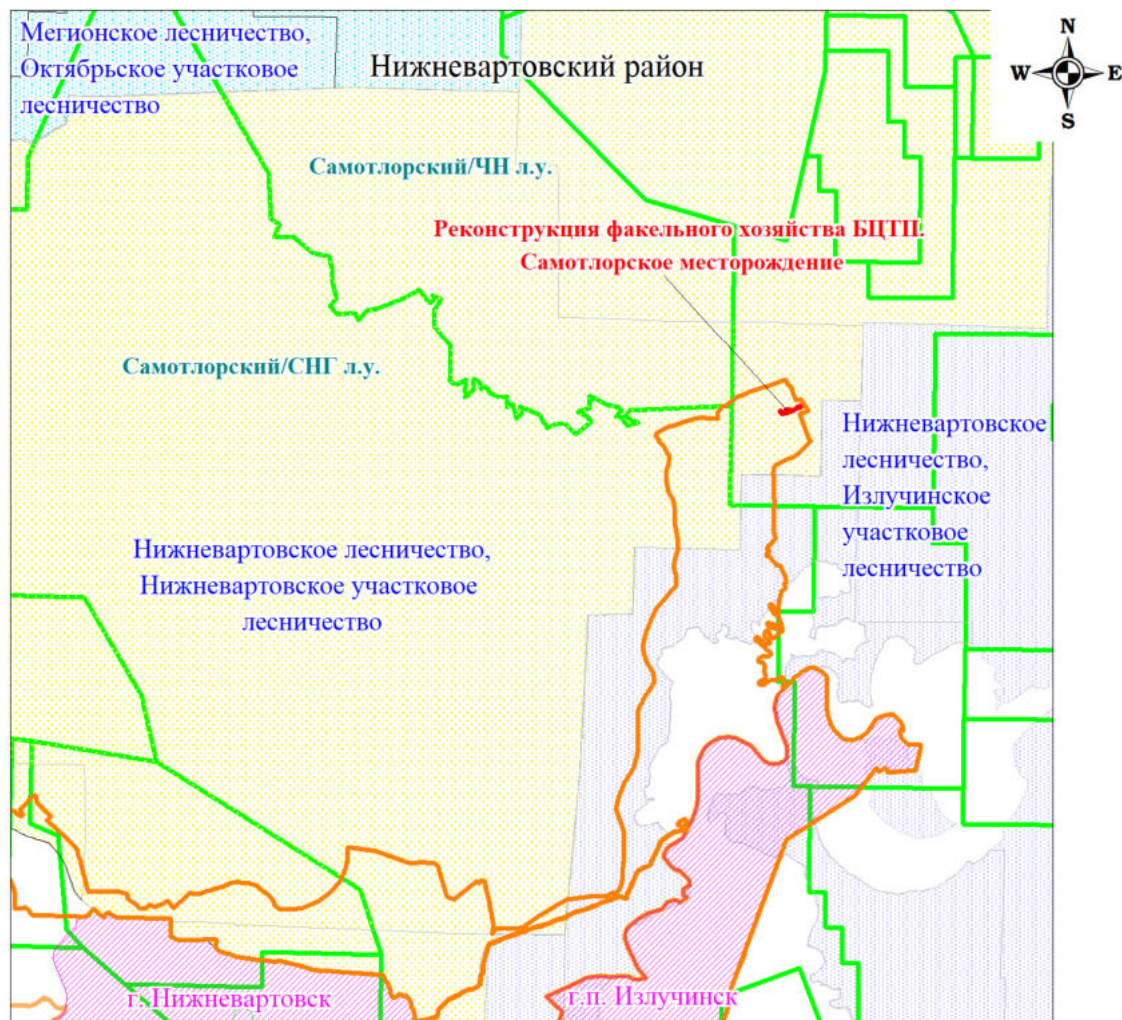 Мегионское лесничество,
Октябрьское участковое
лесничество
Нижневартовский район
N
W E
S
Самотлорский/ЧН л.у.
Реконструкция факельного хозяйства БЦТП.
Самотлорское месторождение
Самотлорский/СНГ л.у.
Нижневартовское
лесничество,
Излучинское
участковое
лесничество
Нижневартовское лесничество,
Нижневартовское участковое
лесничество
г. Нижневартовск
г.п. Излучинск